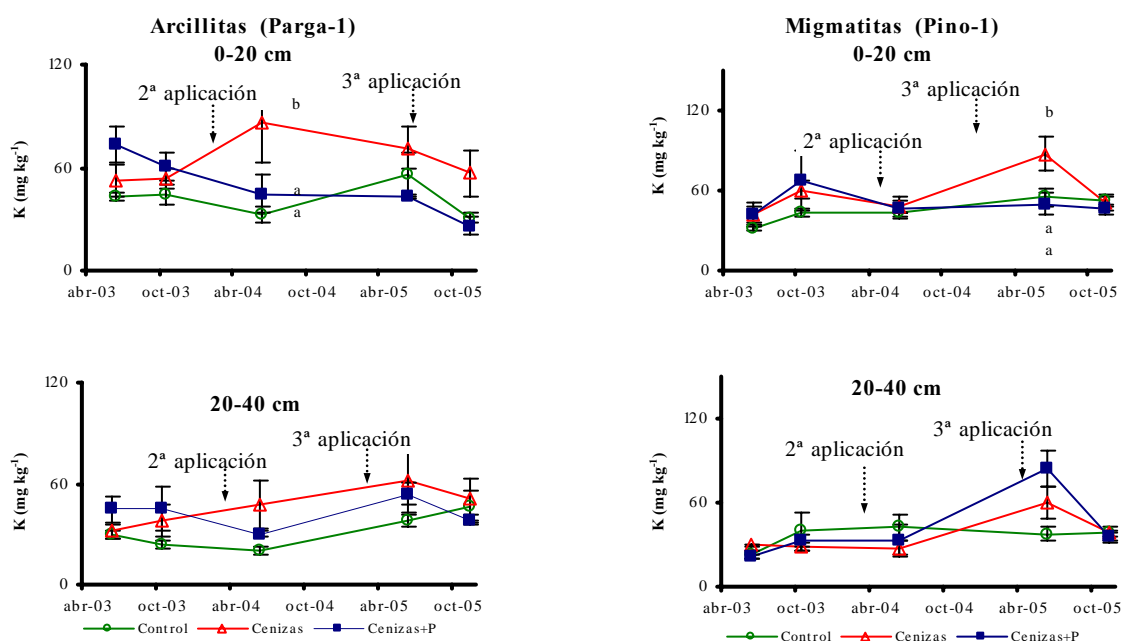 Arcillitas (Parga-1)
0-20 cm
120
60
0
K (mg kg-1)
2ª aplicación
3ª aplicación
b
a
a
abr-03 oct-03 abr-04 oct-04 abr-05 oct-05
Migmatitas (Pino-1)
0-20 cm
120
60
0
K (mg kg-1)
3ª aplicación
2ª aplicación
b
a
a
abr-03 oct-03 abr-04 oct-04 abr-05 oct-05
20-40 cm
120
60
0
K (mg kg-1)
3ª aplicación
2ª aplicación
abr-03 oct-03 abr-04 oct-04 abr-05 oct-05
Control Cenizas Cenizas+P
20-40 cm
120
60
0
K (mg kg-1)
3ª aplicación
2ª aplicación
abr-03 oct-03 abr-04 oct-04 abr-05 oct-05
Control Cenizas Cenizas+P